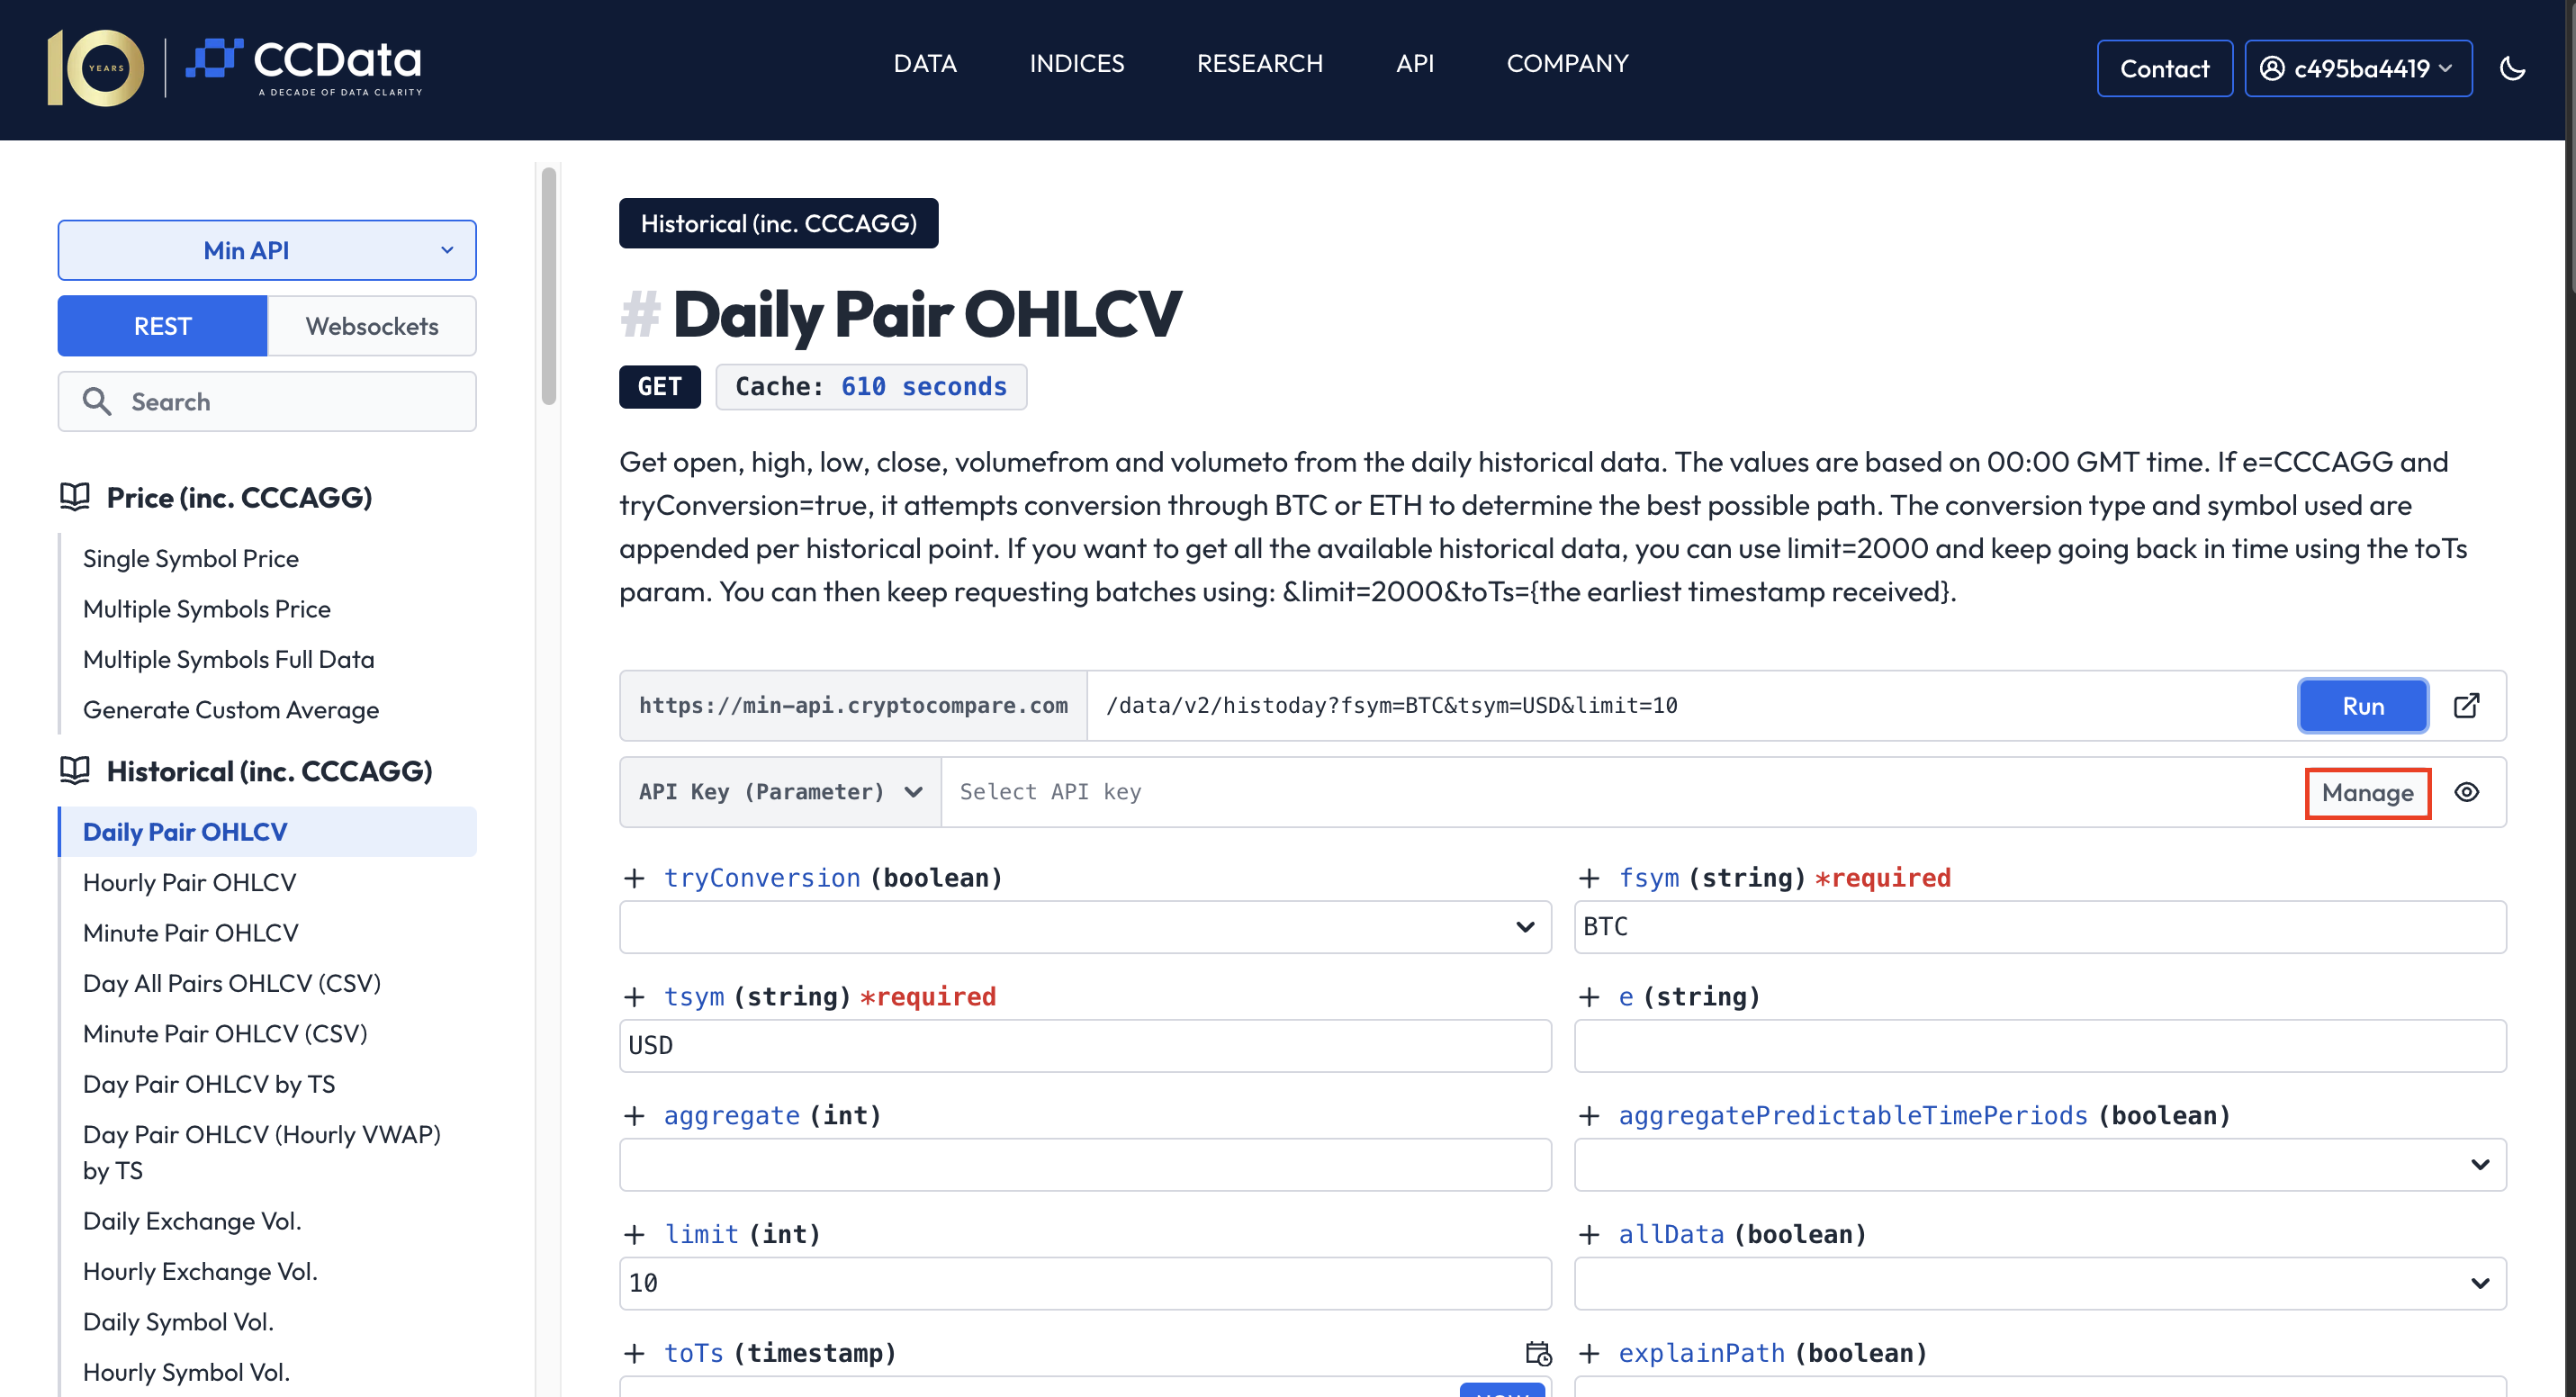 10 YEARS
CCData
A DECADE OF DATA CLARITY
DATA
INDICES
RESEARCH
API
COMPANY
Contact
c495ba4419
Min API
REST
Websockets
Search
Price (inc. CCCAGG)
Single Symbol Price
Multiple Symbols Price
Multiple Symbols Full Data
Generate Custom Average
Historical (inc. CCCAGG)
Daily Pair OHLCV
Hourly Pair OHLCV
Minute Pair OHLCV
Day All Pairs OHLCV (CSV)
Minute Pair OHLCV (CSV)
Day Pair OHLCV by TS
Day Pair OHLCV (Hourly VWAP)
by TS
Daily Exchange Vol.
Hourly Exchange Vol.
Daily Symbol Vol.
Hourly Symbol Vol.
Historical (inc. CCCAGG)
# Daily Pair OHLCV
GET
Cache: 610 seconds
Get open, high, low, close, volumefrom and volumeto from the daily historical data. The values are based on 00:00 GMT time. If e=CCCAGG and
tryConversion=true, it attempts conversion through BTC or ETH to determine the best possible path. The conversion type and symbol used are
appended per historical point. If you want to get all the available historical data, you can use limit=2000 and keep going back in time using the toTs
param. You can then keep requesting batches using: &limit=2000&toTs={the earliest timestamp received}.
https://min-api.cryptocompare.com
/data/v2/histoday?fsym=BTC&tsym=USD&limit=10
Run
API Key (Parameter)
Select API key
Manage
+ tryConversion (boolean)
+ fsym (string) *required
BTC
+ tsym (string) *required
USD
+ e (string)
+ aggregate (int)
+ aggregatePredictableTimePeriods (boolean)
+ limit (int)
10
+ allData (boolean)
+ toTs (timestamp)
+ explainPath (boolean)